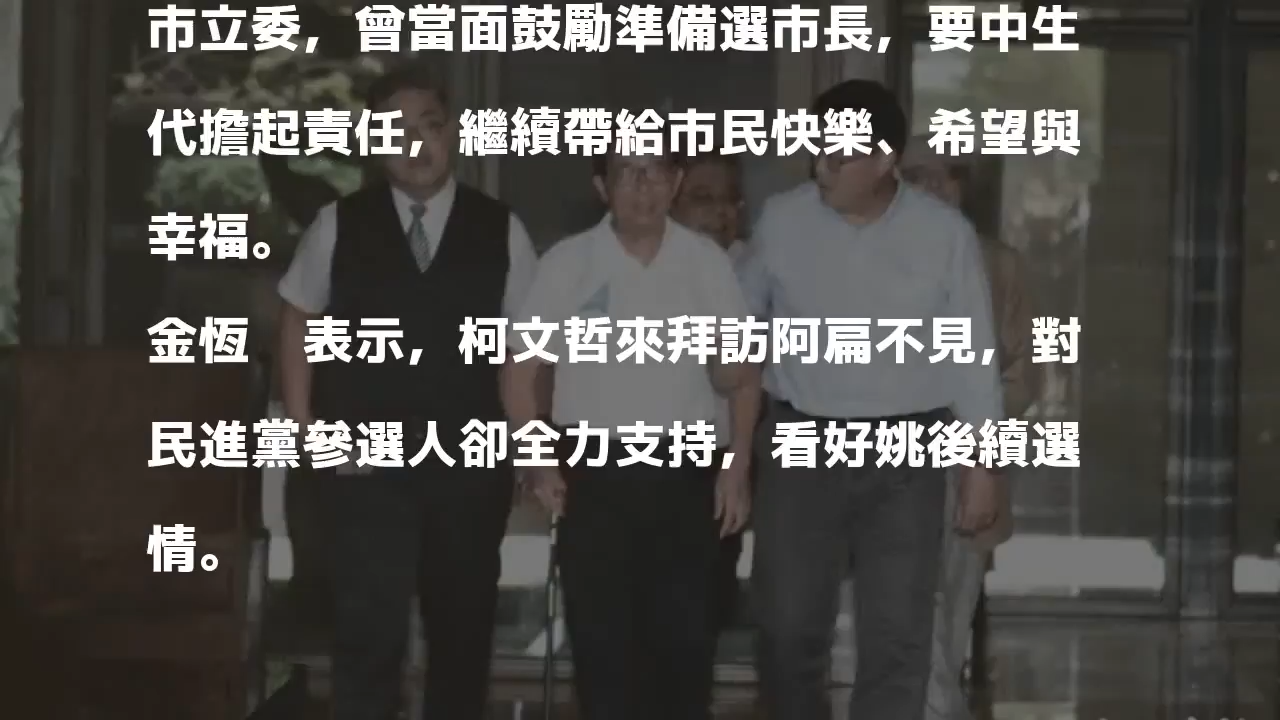 市立委，曾當面鼓勵準備選市長，要中生
代擔起責任，繼續帶給市民快樂、希望與
幸福。
金恆　表示，柯文哲來拜訪阿扁不見，對
民進黨參選人卻全力支持，看好姚後續選
情。